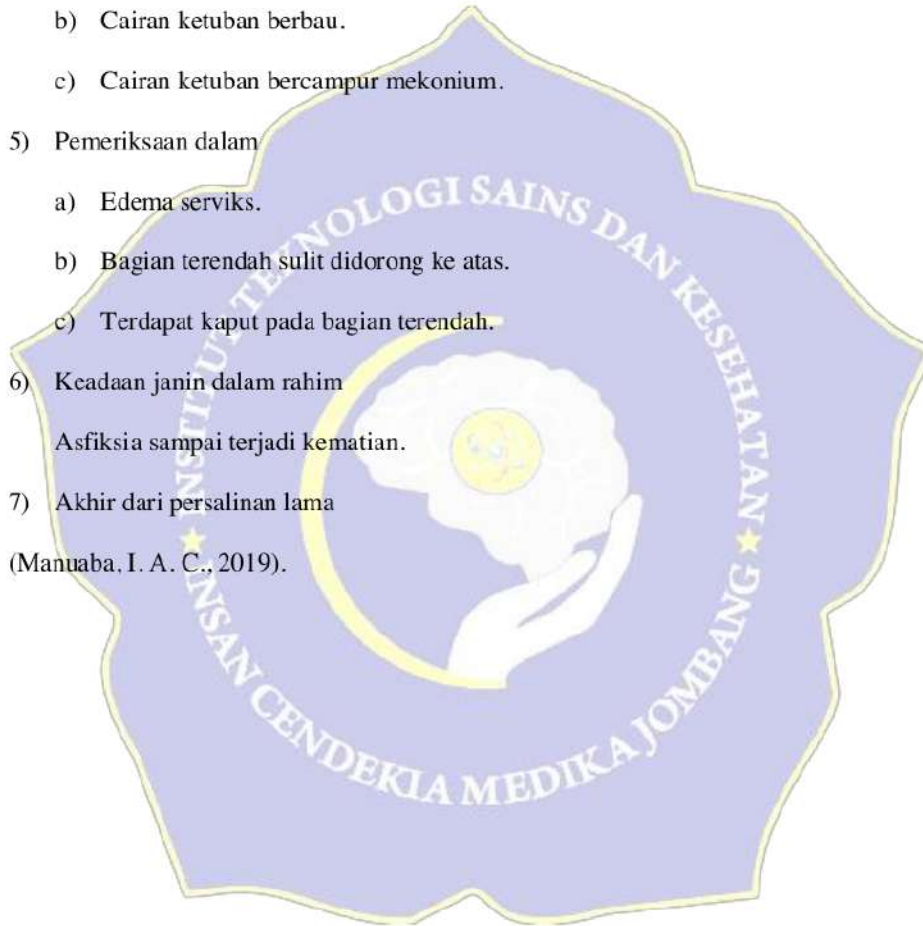 b) Cairan ketuban berbau.
c) Cairan ketuban bercampur mekonium.
5) Pemeriksaan dalam
a) Edema serviks.
b) Bagian terendah sulit didorong ke atas.
c) Terdapat kaput pada bagian terendah.
6) Keadaan janin dalam rahim
Asfiksia sampai terjadi kematian.
7) Akhir dari persalinan lama
(Manuaba, I. A. C., 2019).
INSTITUT TEKNOLOGI SAINS DAN KESEHATAN
INSAN CENDEKIA MEDIKA JOMBANG